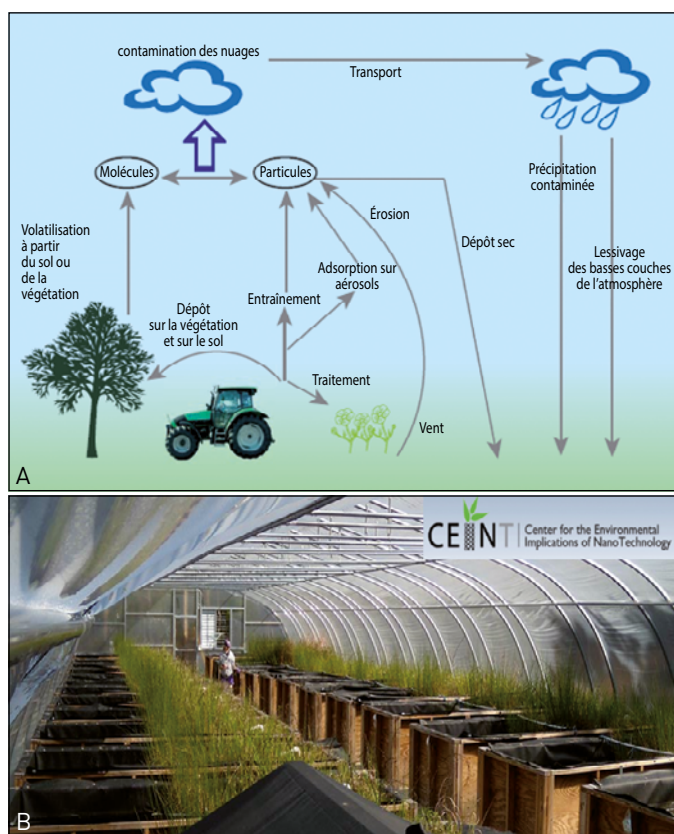 contamination des nuages
Transport
Molécules
Particules
Précipitation
contaminée
Volatilisation
à partir
du sol ou
de la
végétation
Érosion
Dépôt sec
Lessivage
des basses couches
de l'atmosphère
Adsorption sur
aérosols
Entraînement
Dépôt
sur la végétation
et sur le sol
Traitement
Vent
A
CEINT
Center for the Environmental
Implications of NanoTechnology
B